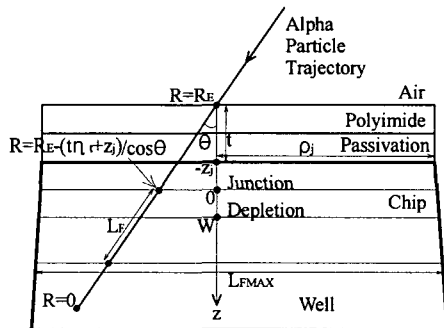 Alpha
Particle
Trajectory
R=RE
Air
Polyimide
θ
t
R=RE-(tη r+zj)/cosθ
ρj
Passivation
-zj
0
Junction
Chip
LF
W
Depletion
LFMAX
R=0
z
Well